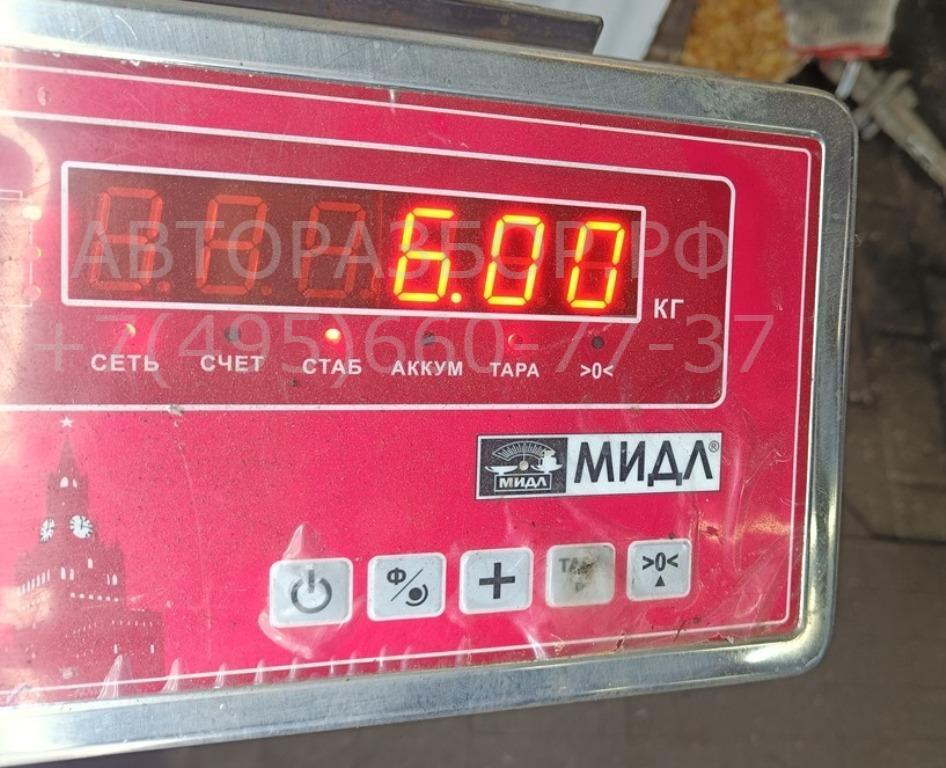 6.00
КГ
АВТОРАЗБОР.РФ
+7(495)660-77-37
СЕТЬ СЧЕТ СТАБ АККУМ ТАРА >0<
МИДЛ МИДЛ®
Ф + >0<